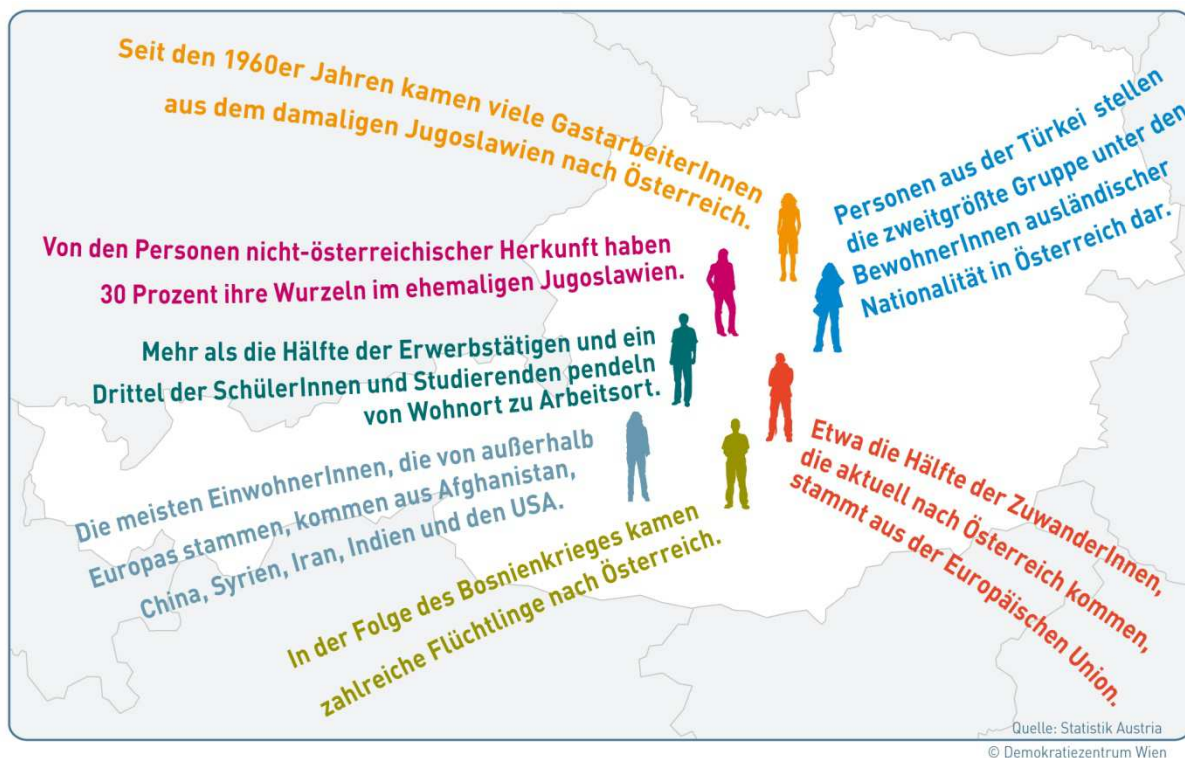 Seit den 1960er Jahren kamen viele GastarbeiterInnen
aus dem damaligen Jugoslawien nach Österreich.
Personen aus der Türkei stellen
die zweitgrößte Gruppe unter den
BewohnerInnen ausländischer
Nationalität in Österreich dar.
Von den Personen nicht-österreichischer Herkunft haben
30 Prozent ihre Wurzeln im ehemaligen Jugoslawien.
Mehr als die Hälfte der Erwerbstätigen und ein
Drittel der SchülerInnen und Studierenden pendeln
von Wohnort zu Arbeitsort.
Die meisten EinwohnerInnen, die von außerhalb
Europas stammen, kommen aus Afghanistan,
China, Syrien, Iran, Indien und den USA.
In der Folge des Bosnienkrieges kamen
zahlreiche Flüchtlinge nach Österreich.
Etwa die Hälfte der ZuwanderInnen,
die aktuell nach Österreich kommen,
stammt aus der Europäischen Union.
Quelle: Statistik Austria
© Demokratiezentrum Wien